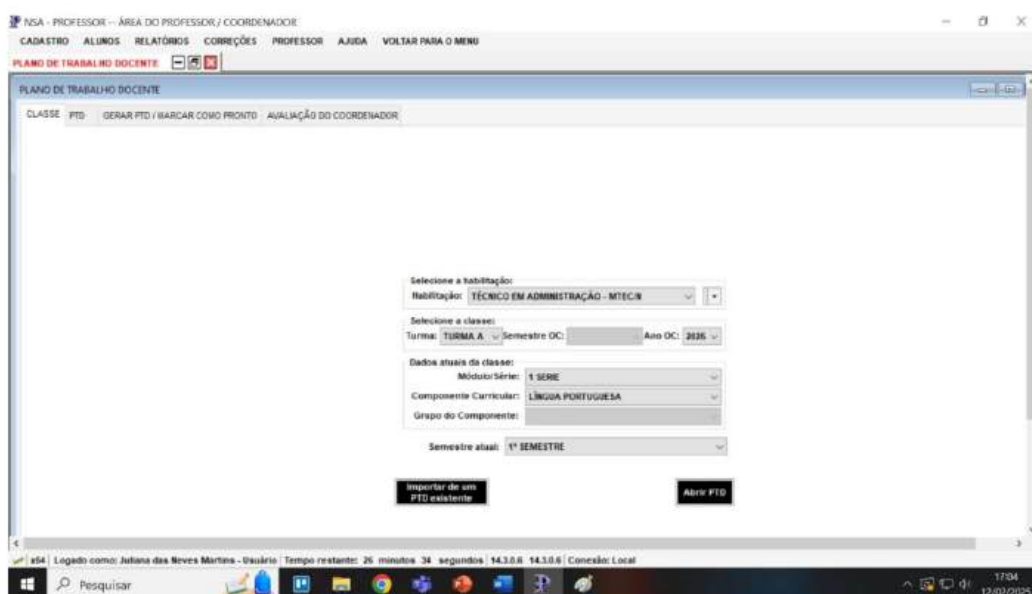 NSA - PROFESSOR -- ÁREA DO PROFESSOR / COORDENADOR
CADASTRO ALUNOS RELATÓRIOS CORREÇÕES PROFESSOR AJUDA VOLTAR PARA O MENU
PLANO DE TRABALHO DOCENTE
PLANO DE TRABALHO DOCENTE
CLASSE PTD GERAR PTD / MARCAR COMO PRONTO AVALIAÇÃO DO COORDENADOR
Selecione a habilitação:
Habilitação: TÉCNICO EM ADMINISTRAÇÃO - MTEC/N
Selecione a classe:
Turma: TURMA A Semestre OC: Ano OC:
Dados atuais da classe:
Módulo/Série: 1 SERIE
Componente Curricular: LÍNGUA PORTUGUESA
Grupo do Componente:
Semestre atual: 1º SEMESTRE
Importar de um
PTD existente
Abrir PTD
x64 Logado como: Juliana das Neves Martins - Usuário Tempo restante: 26 minutos 34 segundos 14.3.0.6 14.3.0.6 Conexão: Local
Pesquisar
17:04